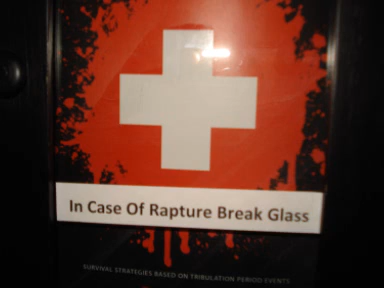 In Case Of Rapture Break Glass
SURVIVAL STRATEGIES BASED ON TRIBULATION PERIOD EVENTS